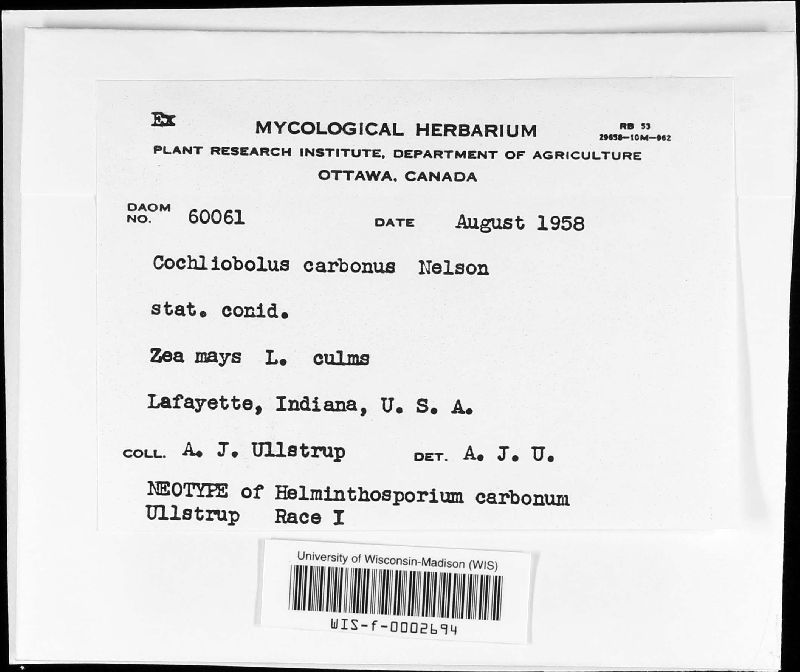 Ex
MYCOLOGICAL HERBARIUM
RB 53
29658—10M—962
PLANT RESEARCH INSTITUTE, DEPARTMENT OF AGRICULTURE
OTTAWA, CANADA
DAOM NO. 60061 DATE August 1958
Cochliobolus carbonus Nelson
stat. conid.
Zea mays L. culms
Lafayette, Indiana, U. S. A.
COLL. A. J. Ullstrup DET. A. J. U.
NEOTYPE of Helminthosporium carbonum
Ullstrup Race I
University of Wisconsin-Madison (WIS)
WIS-f-0002694